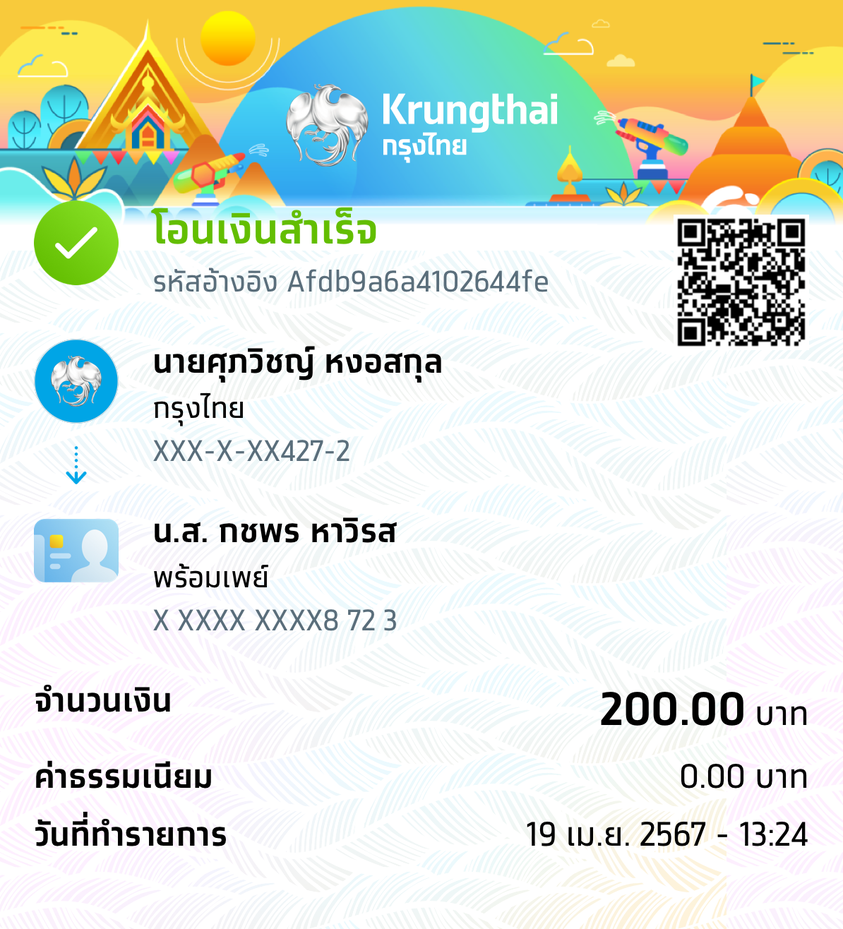 Krungthai
กรุงไทย
โอนเงินสำเร็จ
รหัสอ้างอิง Afdb9a6a4102644fe
นายศุภวิชญ์ หงอสกุล
กรุงไทย
XXX-X-XX427-2
น.ส. กชพร หาวิรส
พร้อมเพย์
X XXXX XXXX8 72 3
จำนวนเงิน 200.00 บาท
ค่าธรรมเนียม 0.00 บาท
วันที่ทำรายการ 19 เม.ย. 2567 - 13:24